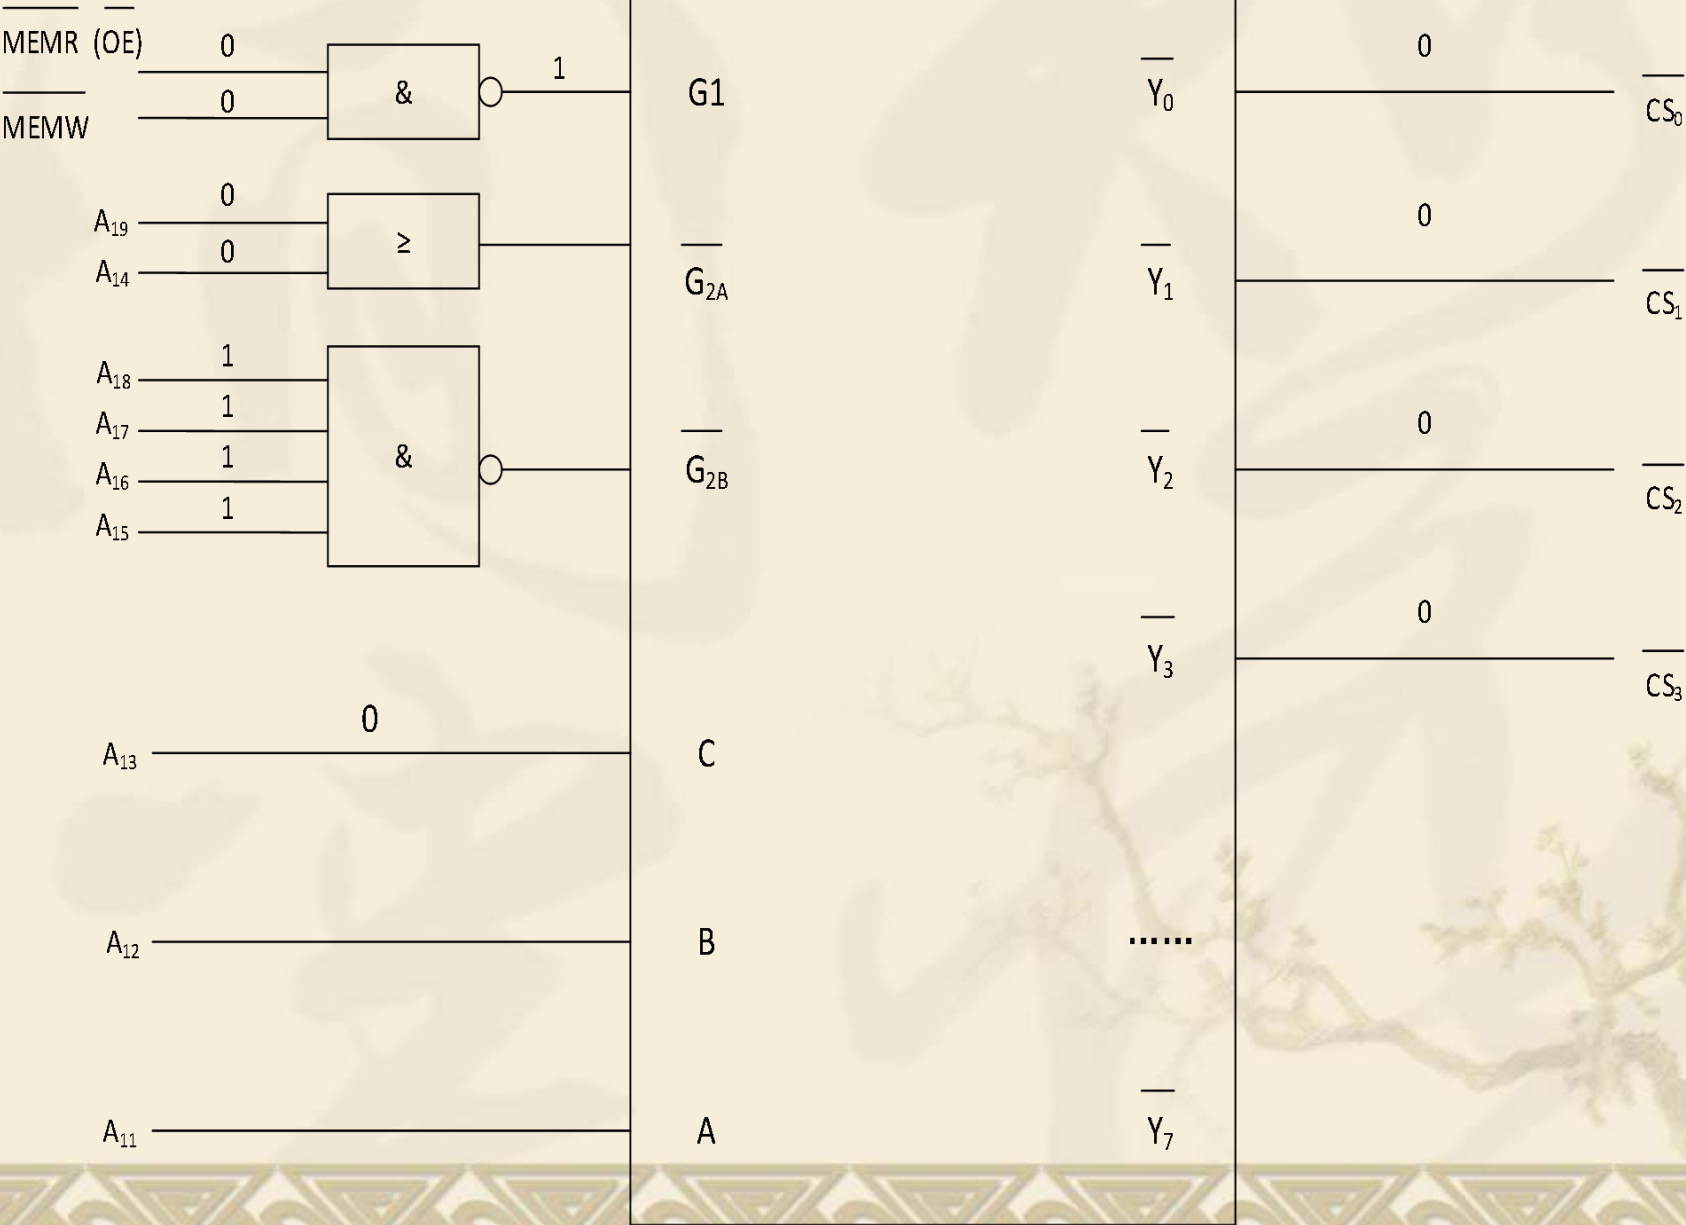 MEMR (OE)
0
0
MEMW
&
1
G1
Y0
0
CS0
0
A19
0
A14
≥
G2A
Y1
0
CS1
1
A18
1
A17
1
A16
1
A15
&
G2B
Y2
0
CS2
Y3
0
CS3
0
A13
C
A12
B
......
A11
A
Y7